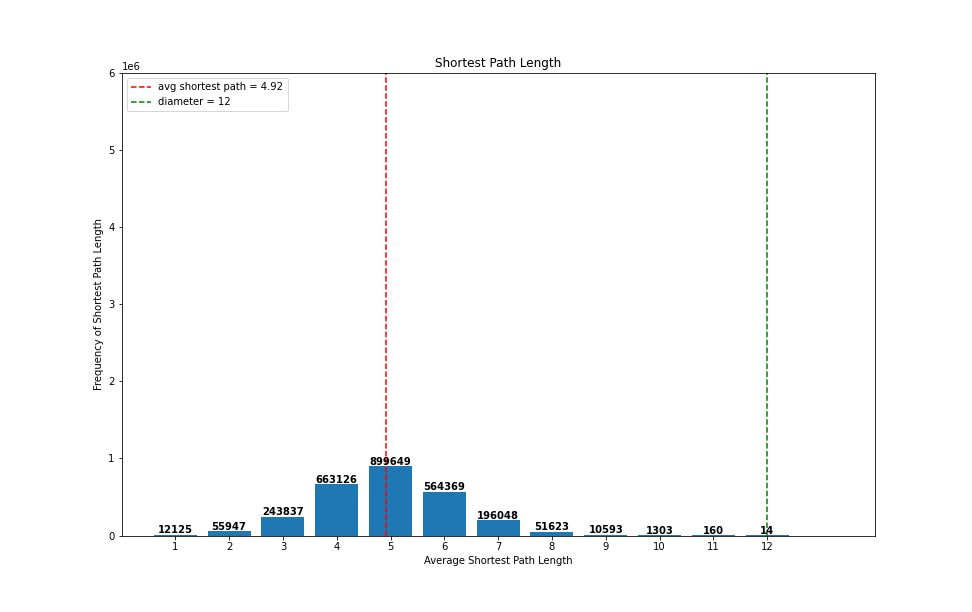 Shortest Path Length
1e6
avg shortest path = 4.92
diameter = 12
6
5
4
3
2
1
0
Frequency of Shortest Path Length
12125
55947
243837
663126
899649
564369
196048
51623
10593
1303
160
14
1 2 3 4 5 6 7 8 9 10 11 12
Average Shortest Path Length